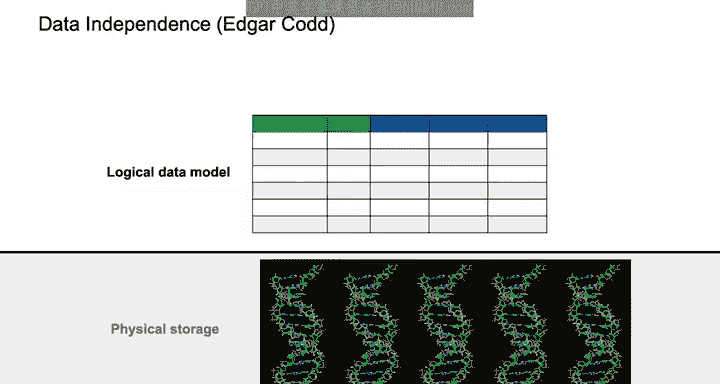 Data Independence (Edgar Codd)
Logical data model
Physical storage